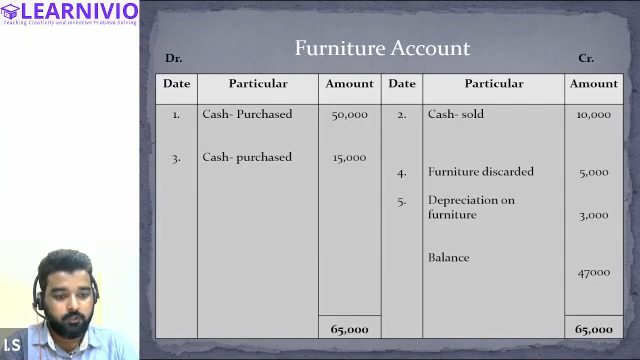 LEARNIVIO
Teaching Creativity and Inventive Problem Solving
Furniture Account
Dr.
Cr.
Date Particular Amount Date Particular Amount
1. Cash- Purchased 50,000 2. Cash- sold 10,000
3. Cash- purchased 15,000
4. Furniture discarded 5,000
5. Depreciation on
furniture 3,000
Balance
47000
65,000 65,000
I.S